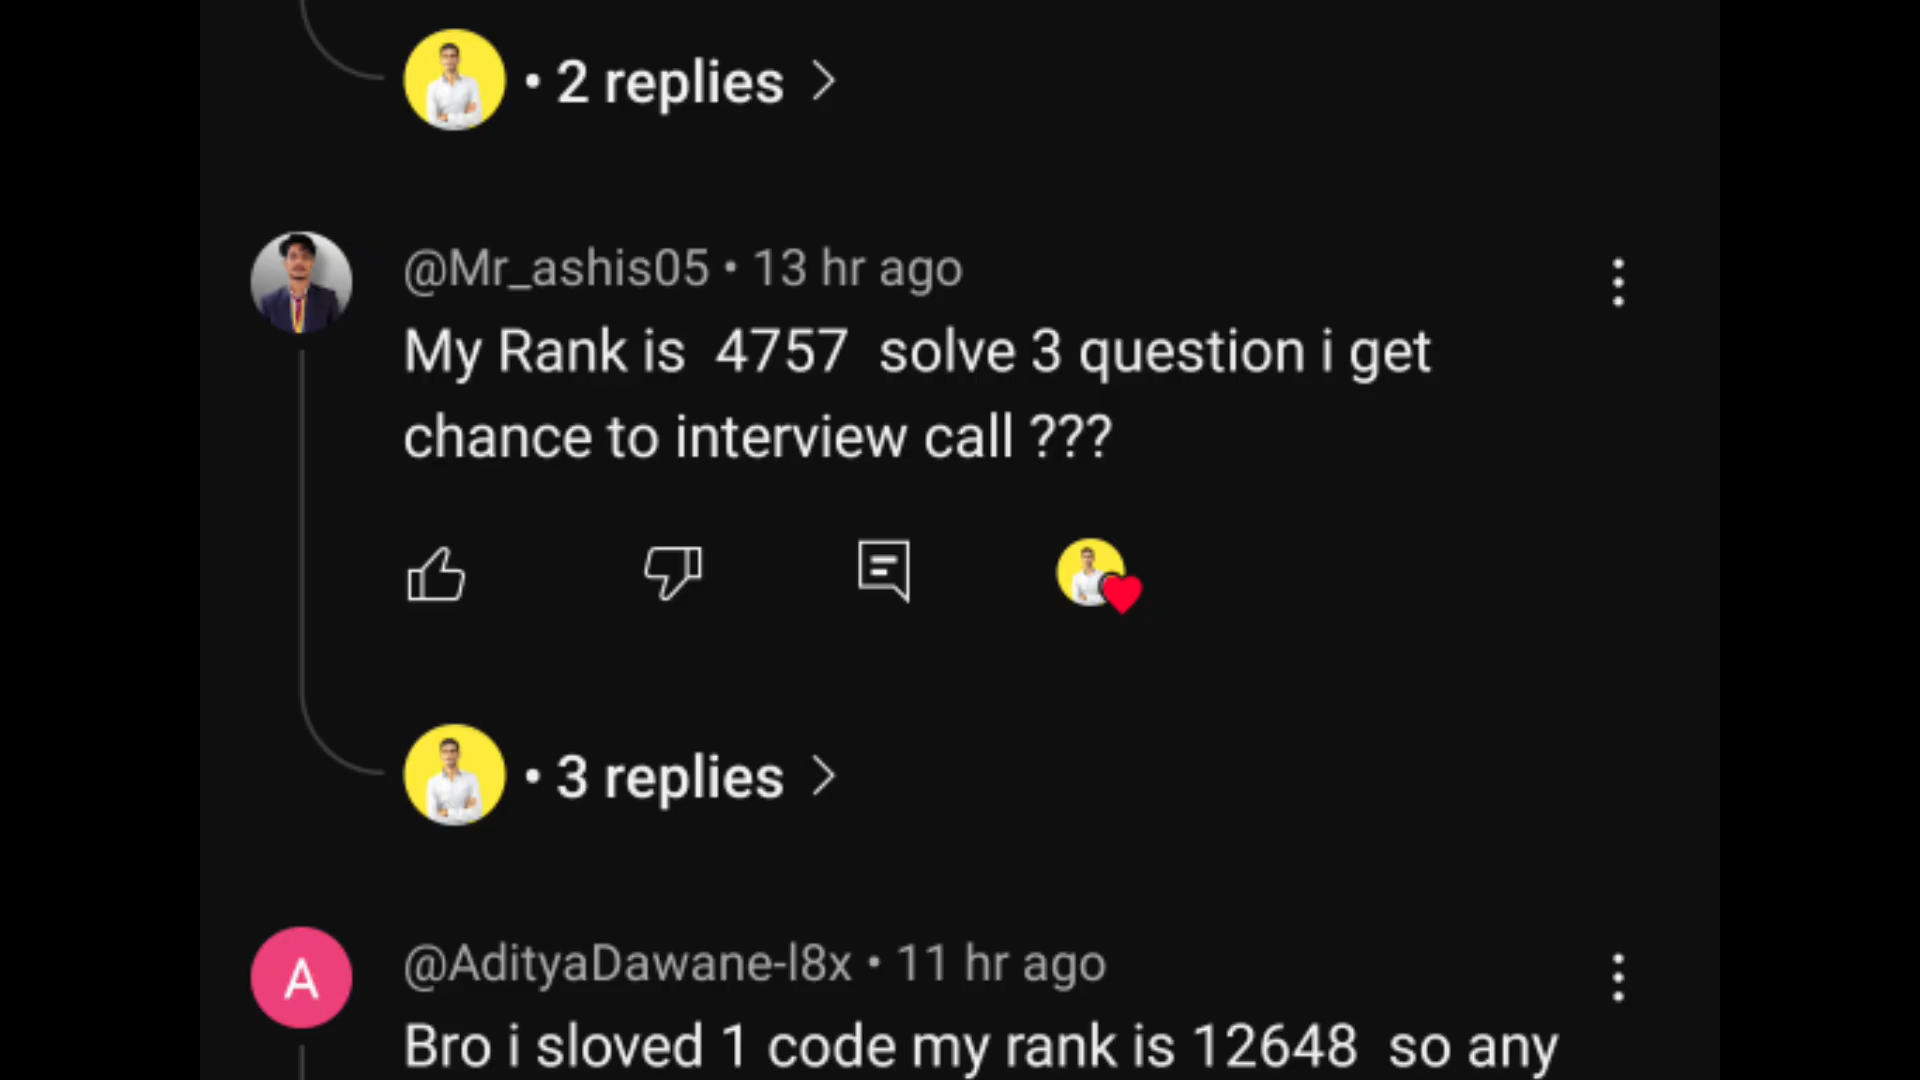 • 2 replies
@Mr_ashis05 • 13 hr ago
My Rank is 4757 solve 3 question i get
chance to interview call ???
• 3 replies
A
@AdityaDawane-l8x • 11 hr ago
Bro i sloved 1 code my rank is 12648 so any